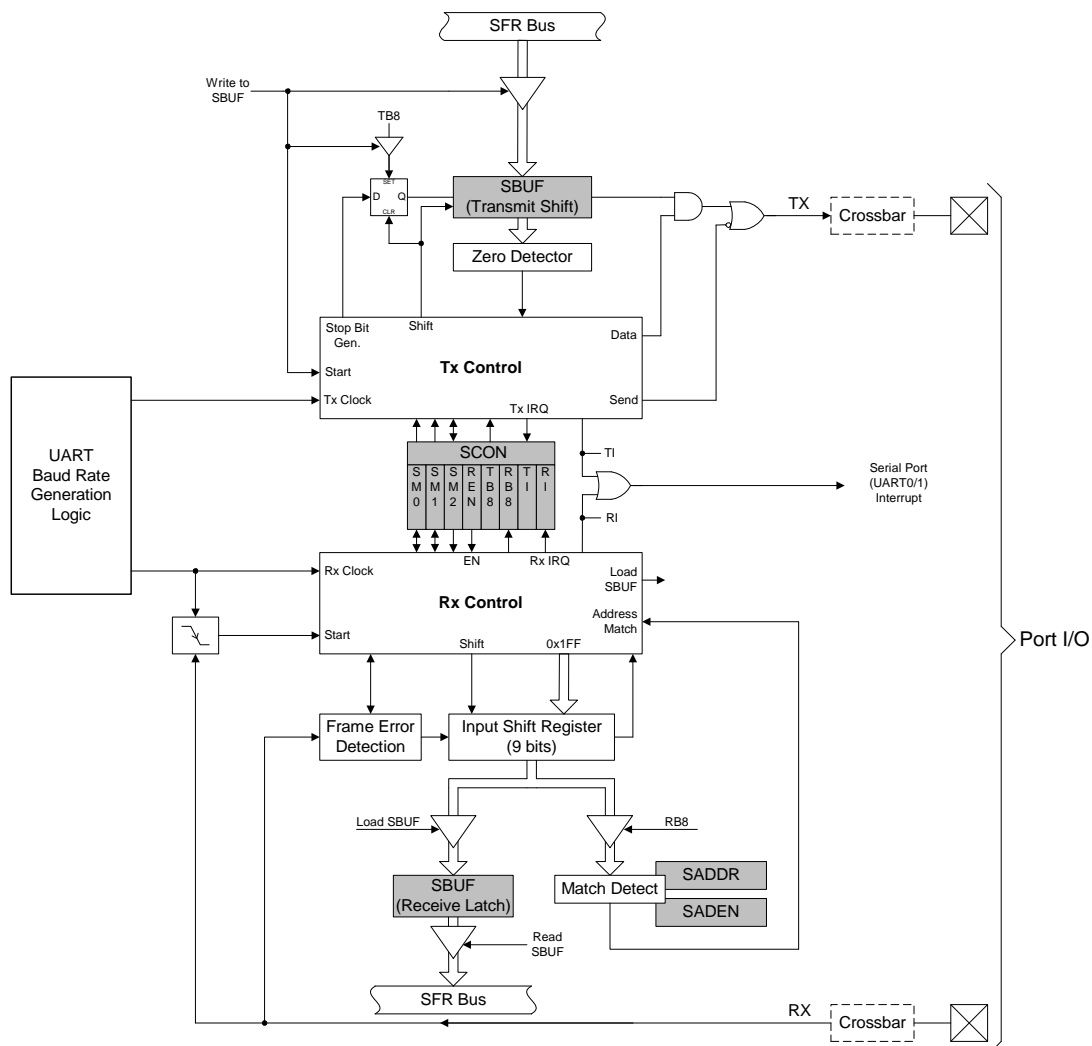 SFR Bus
Write to
SBUF
TB8
SET
D Q
CLR
SBUF
(Transmit Shift)
TX
Crossbar
Zero Detector
Stop Bit
Gen.
Shift
Data
Start
Tx Control
Tx Clock
Tx IRQ
Send
UART
Baud Rate
Generation
Logic
SCON
S
M
0
S
M
1
S
M
2
R
E
N
T
B
8
R
B
8
T
I
R
I
TI
Serial Port
(UART0/1)
Interrupt
RI
EN
Rx IRQ
Rx Clock
Load
SBUF
Rx Control
Address
Match
Start
Shift
0x1FF
Port I/O
Frame Error
Detection
Input Shift Register
(9 bits)
Load SBUF
RB8
SBUF
(Receive Latch)
Match Detect
SADDR
SADEN
Read
SBUF
SFR Bus
RX
Crossbar